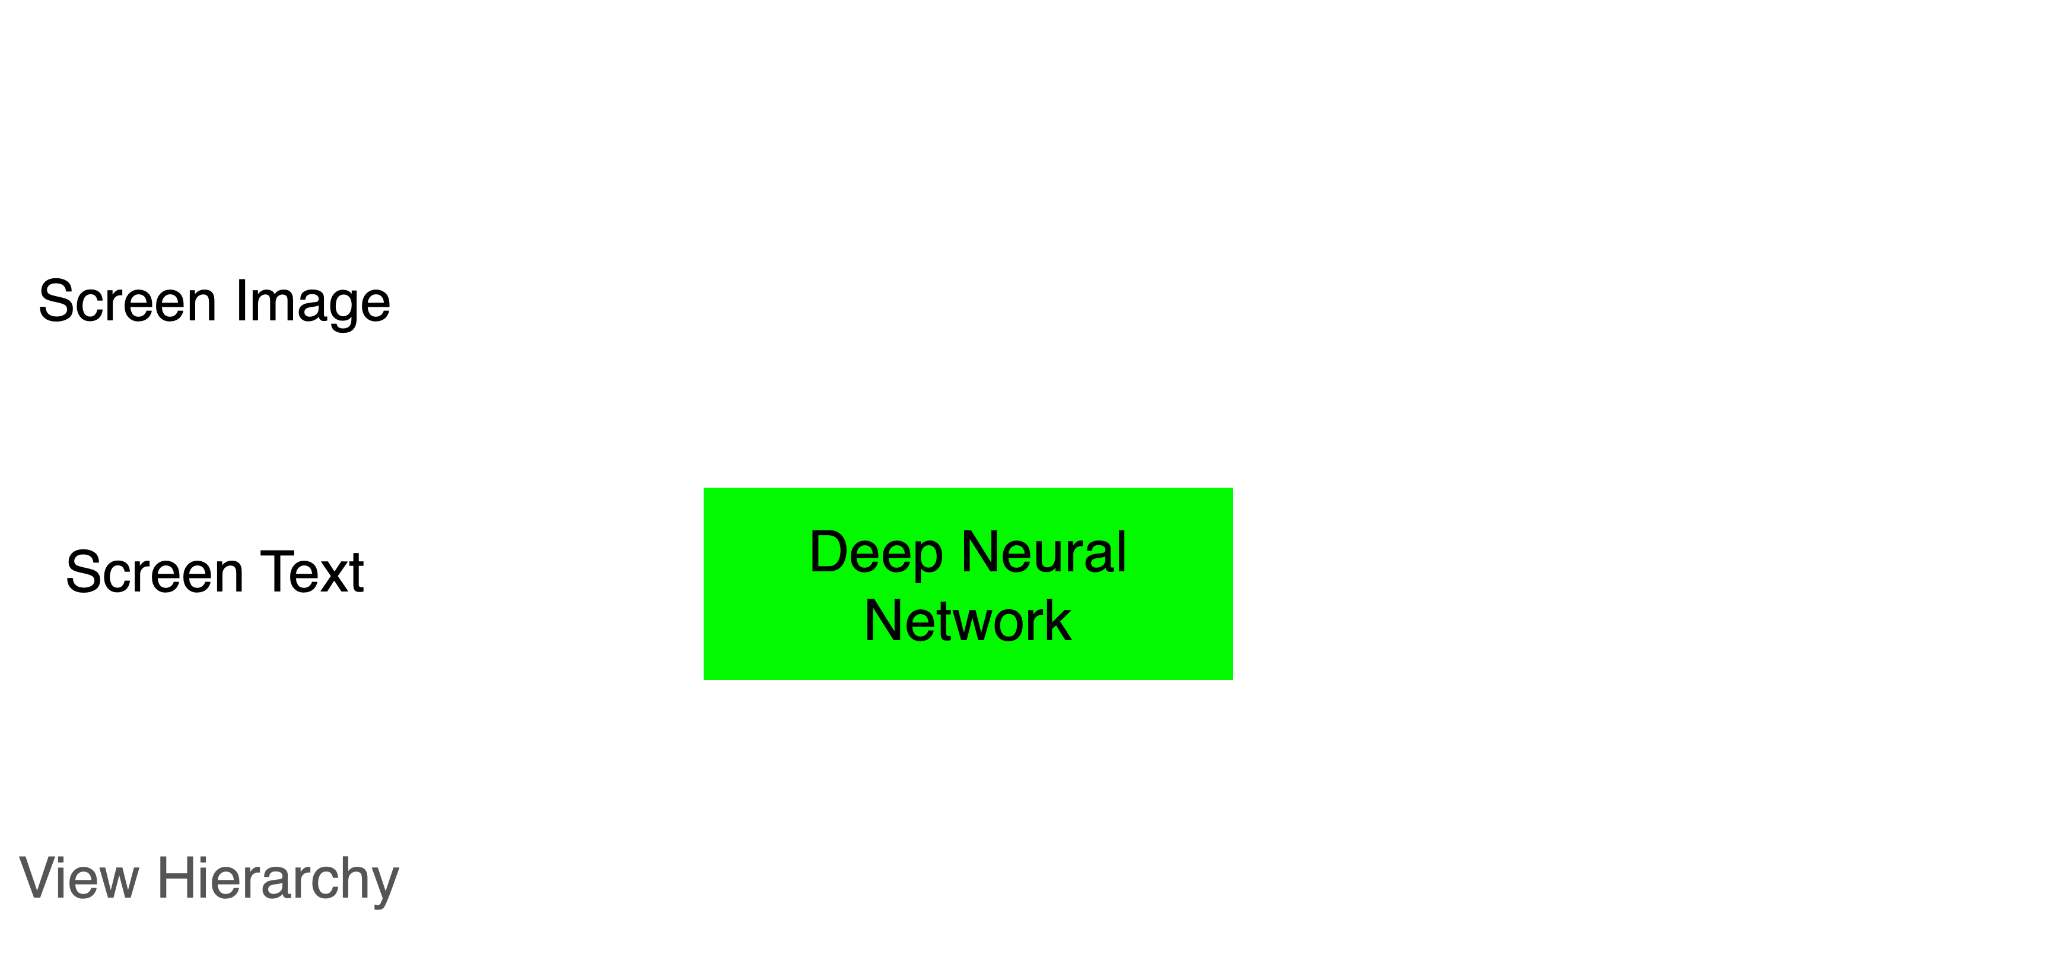 Screen Image
Screen Text
Deep Neural
Network
View Hierarchy